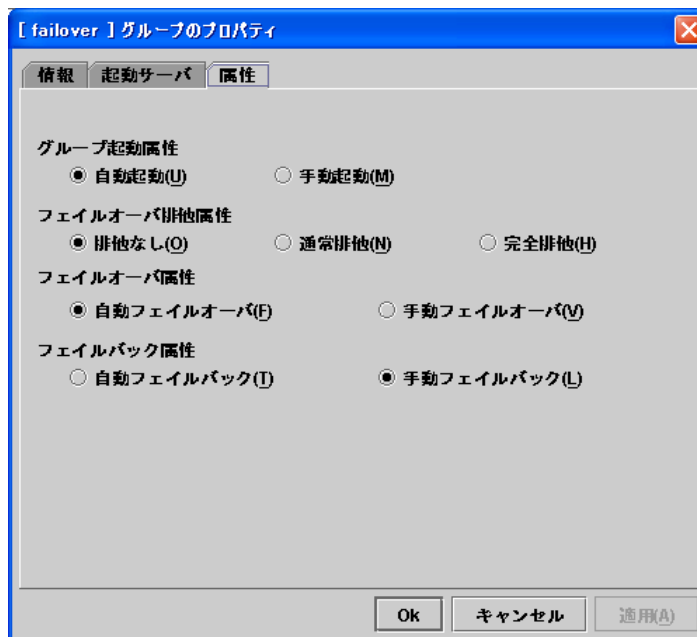 [ failover ] グループのプロパティ
情報 起動サーバ 属性
グループ起動属性
自動起動(U) 手動起動(M)
フェイルオーバ排他属性
排他なし(O) 通常排他(N) 完全排他(H)
フェイルオーバ属性
自動フェイルオーバ(F) 手動フェイルオーバ(V)
フェイルバック属性
自動フェイルバック(T) 手動フェイルバック(L)
Ok キャンセル 適用(A)